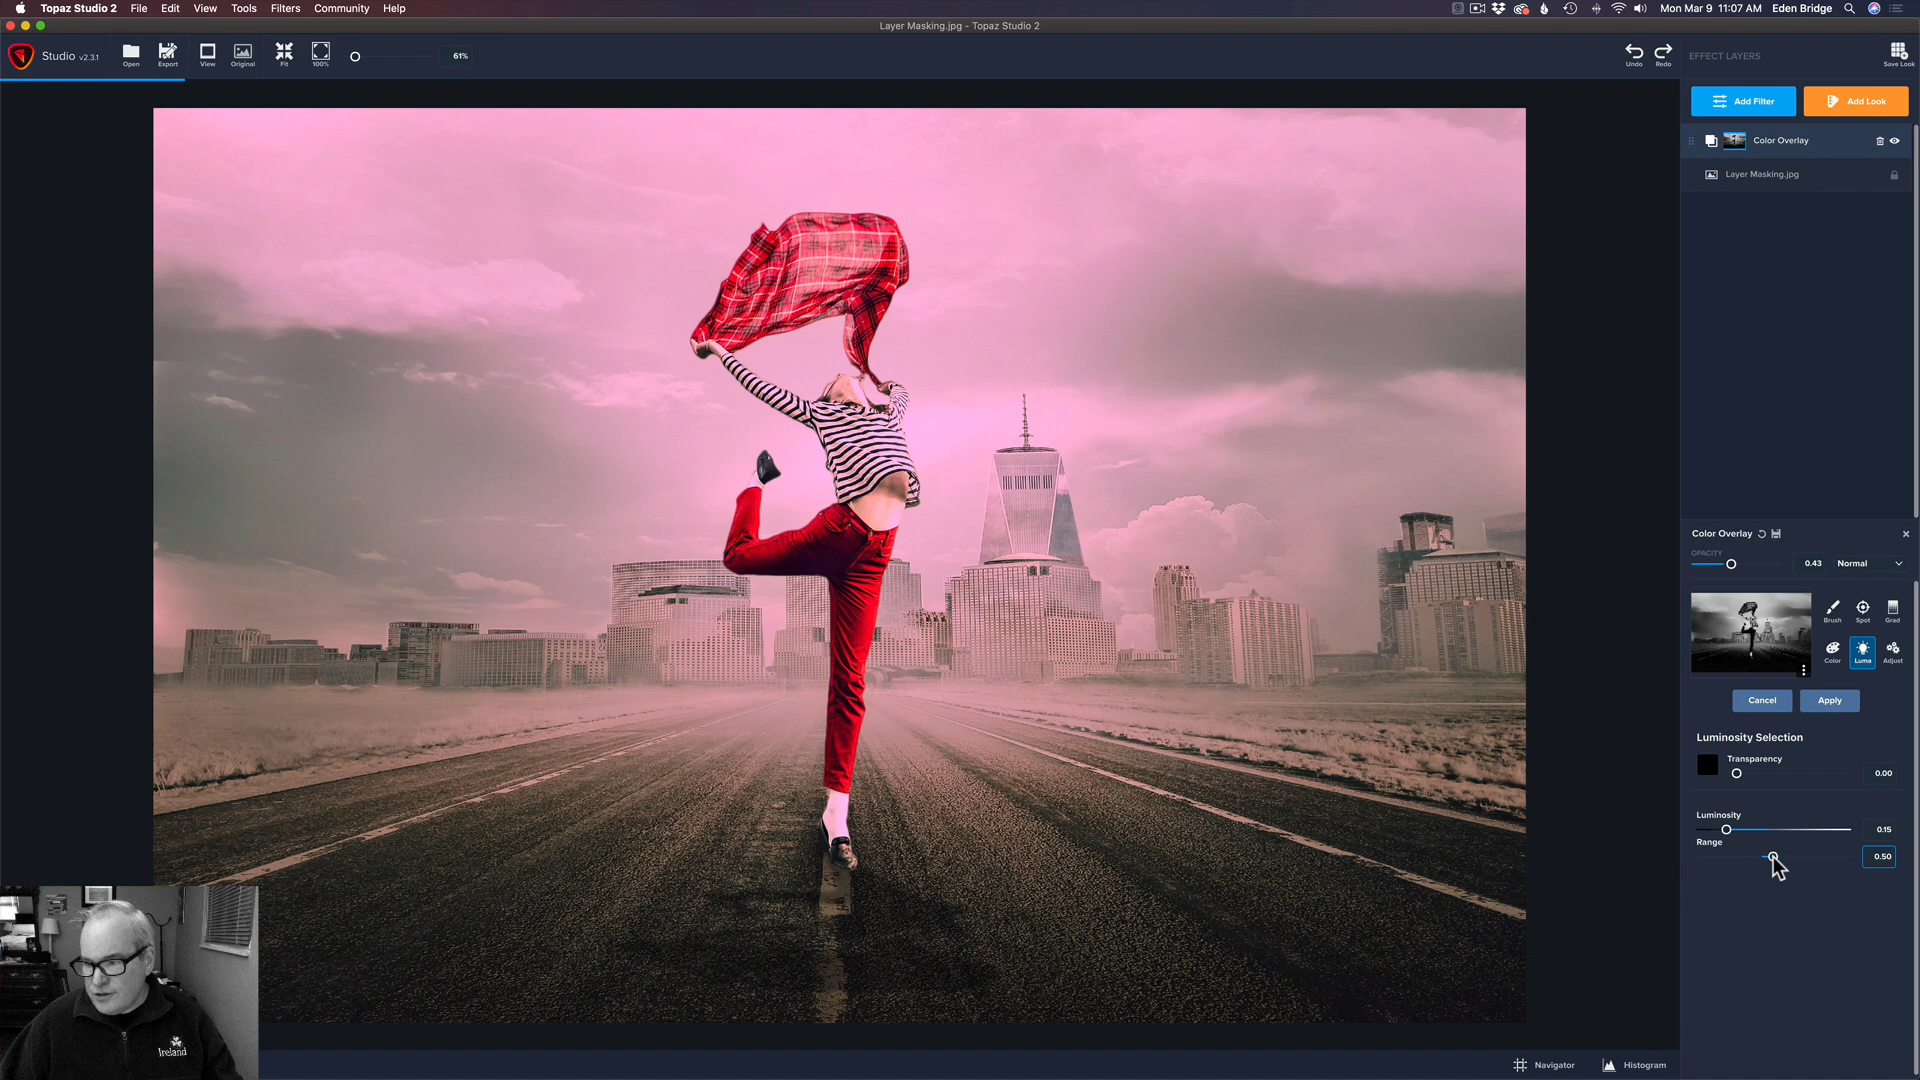 Topaz Studio 2 File Edit View Tools Filters Community Help
Mon Mar 9 11:07 AM Eden Bridge
Layer Masking.jpg - Topaz Studio 2
Studio v2.3.1
Open
Export
View
Original
Fit
100%
61%
Undo
Redo
EFFECT LAYERS
Save Look
Add Filter
Add Look
Color Overlay
Layer Masking.jpg
Color Overlay
OPACITY
0.43
Normal
Brush
Spot
Grad
Color
Luma
Adjust
Cancel
Apply
Luminosity Selection
Transparency
0.00
Luminosity
0.15
Range
0.50
Ireland
Navigator
Histogram